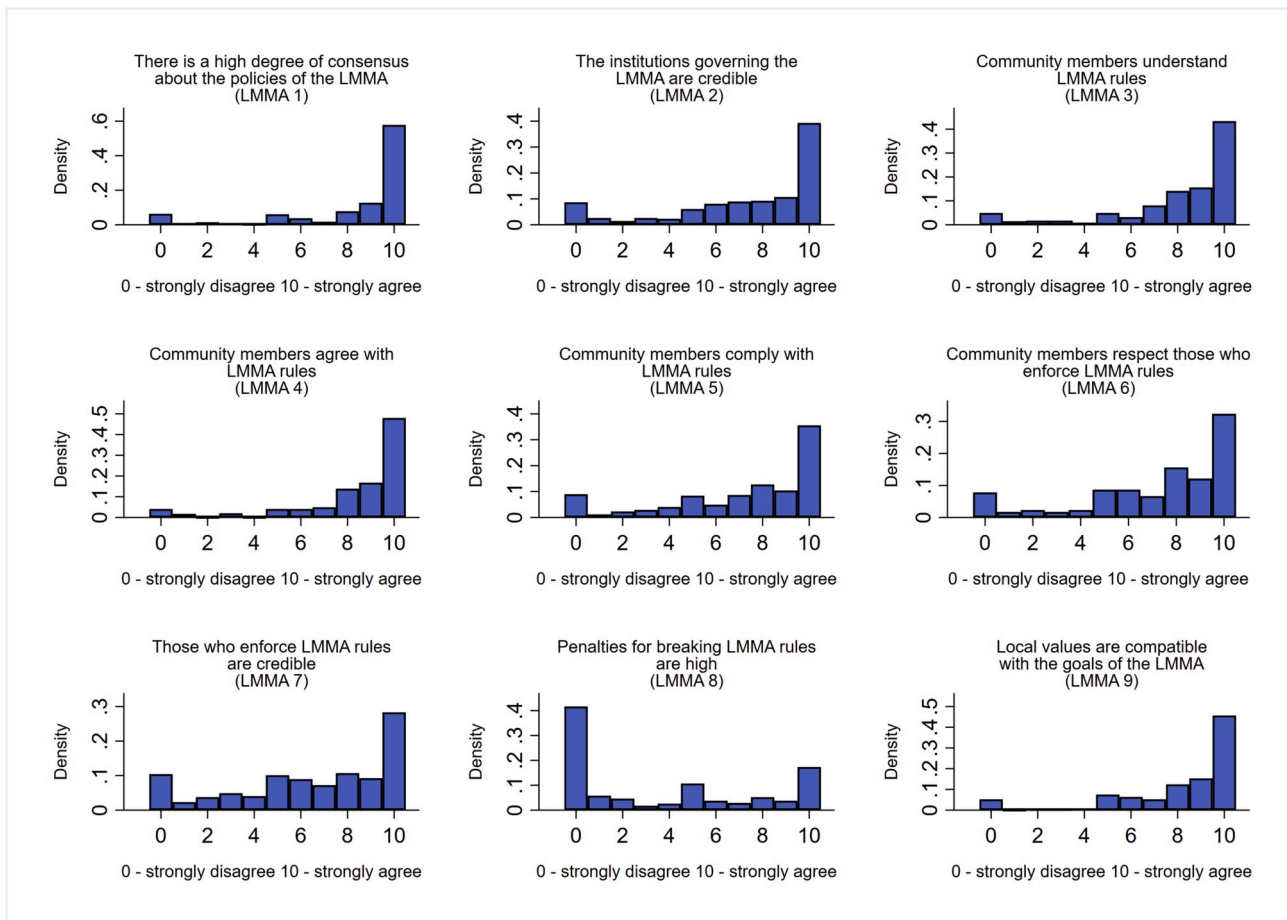 There is a high degree of consensus
about the policies of the LMMA
(LMMA 1)
Density
0 .2 .4 .6
0 2 4 6 8 10
0 - strongly disagree 10 - strongly agree
The institutions governing the
LMMA are credible
(LMMA 2)
Density
0 .1 .2 .3 .4
0 2 4 6 8 10
0 - strongly disagree 10 - strongly agree
Community members understand
LMMA rules
(LMMA 3)
Density
0 .1 .2 .3 .4
0 2 4 6 8 10
0 - strongly disagree 10 - strongly agree
Community members agree with
LMMA rules
(LMMA 4)
Density
0 .1 .2 .3 .4 .5
0 2 4 6 8 10
0 - strongly disagree 10 - strongly agree
Community members comply with
LMMA rules
(LMMA 5)
Density
0 .1 .2 .3 .4
0 2 4 6 8 10
0 - strongly disagree 10 - strongly agree
Community members respect those who
enforce LMMA rules
(LMMA 6)
Density
0 .1 .2 .3
0 2 4 6 8 10
0 - strongly disagree 10 - strongly agree
Those who enforce LMMA rules
are credible
(LMMA 7)
Density
0 .1 .2 .3
0 2 4 6 8 10
0 - strongly disagree 10 - strongly agree
Penalties for breaking LMMA rules
are high
(LMMA 8)
Density
0 .1 .2 .3 .4
0 2 4 6 8 10
0 - strongly disagree 10 - strongly agree
Local values are compatible
with the goals of the LMMA
(LMMA 9)
Density
0 .1 .2 .3 .4 .5
0 2 4 6 8 10
0 - strongly disagree 10 - strongly agree